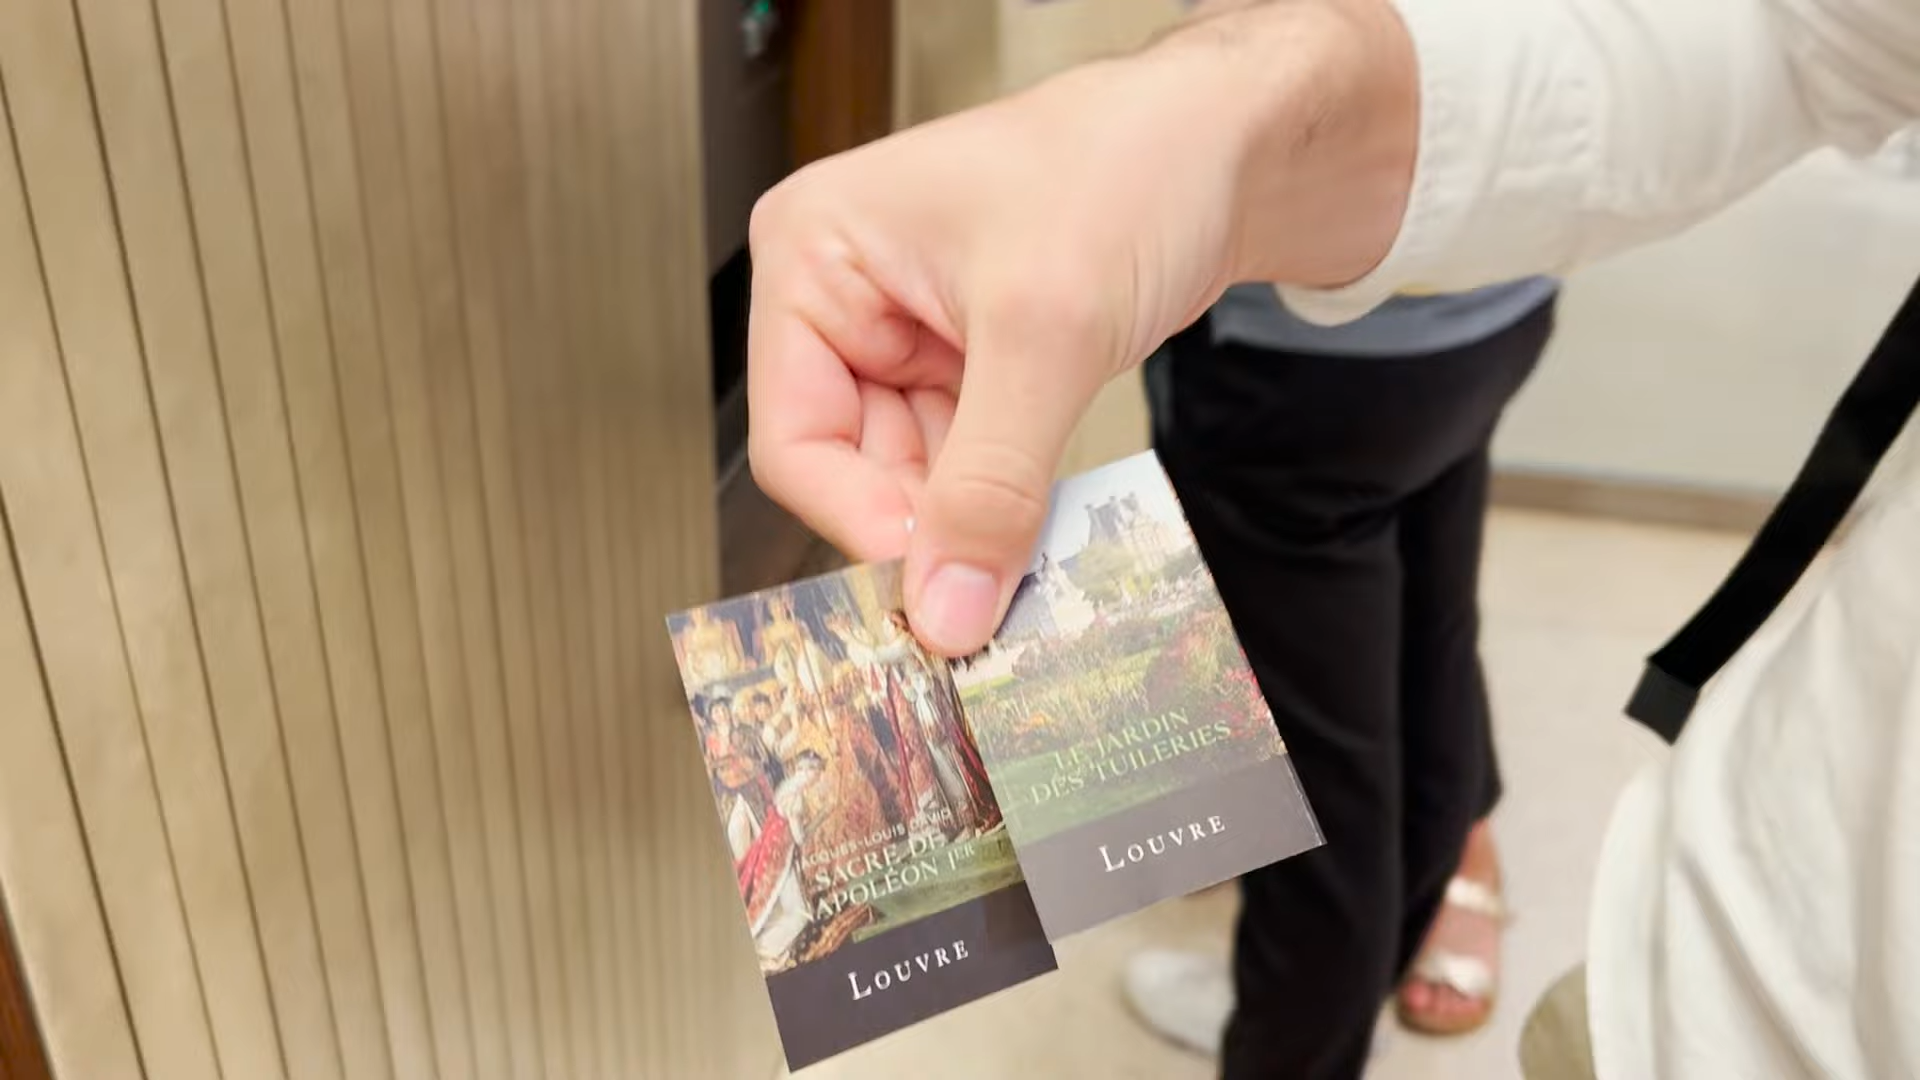 JACQUES-LOUIS DAVID
SACRE DE
NAPOLÉON 1ER
LOUVRE
LE JARDIN
DES TUILERIES
LOUVRE